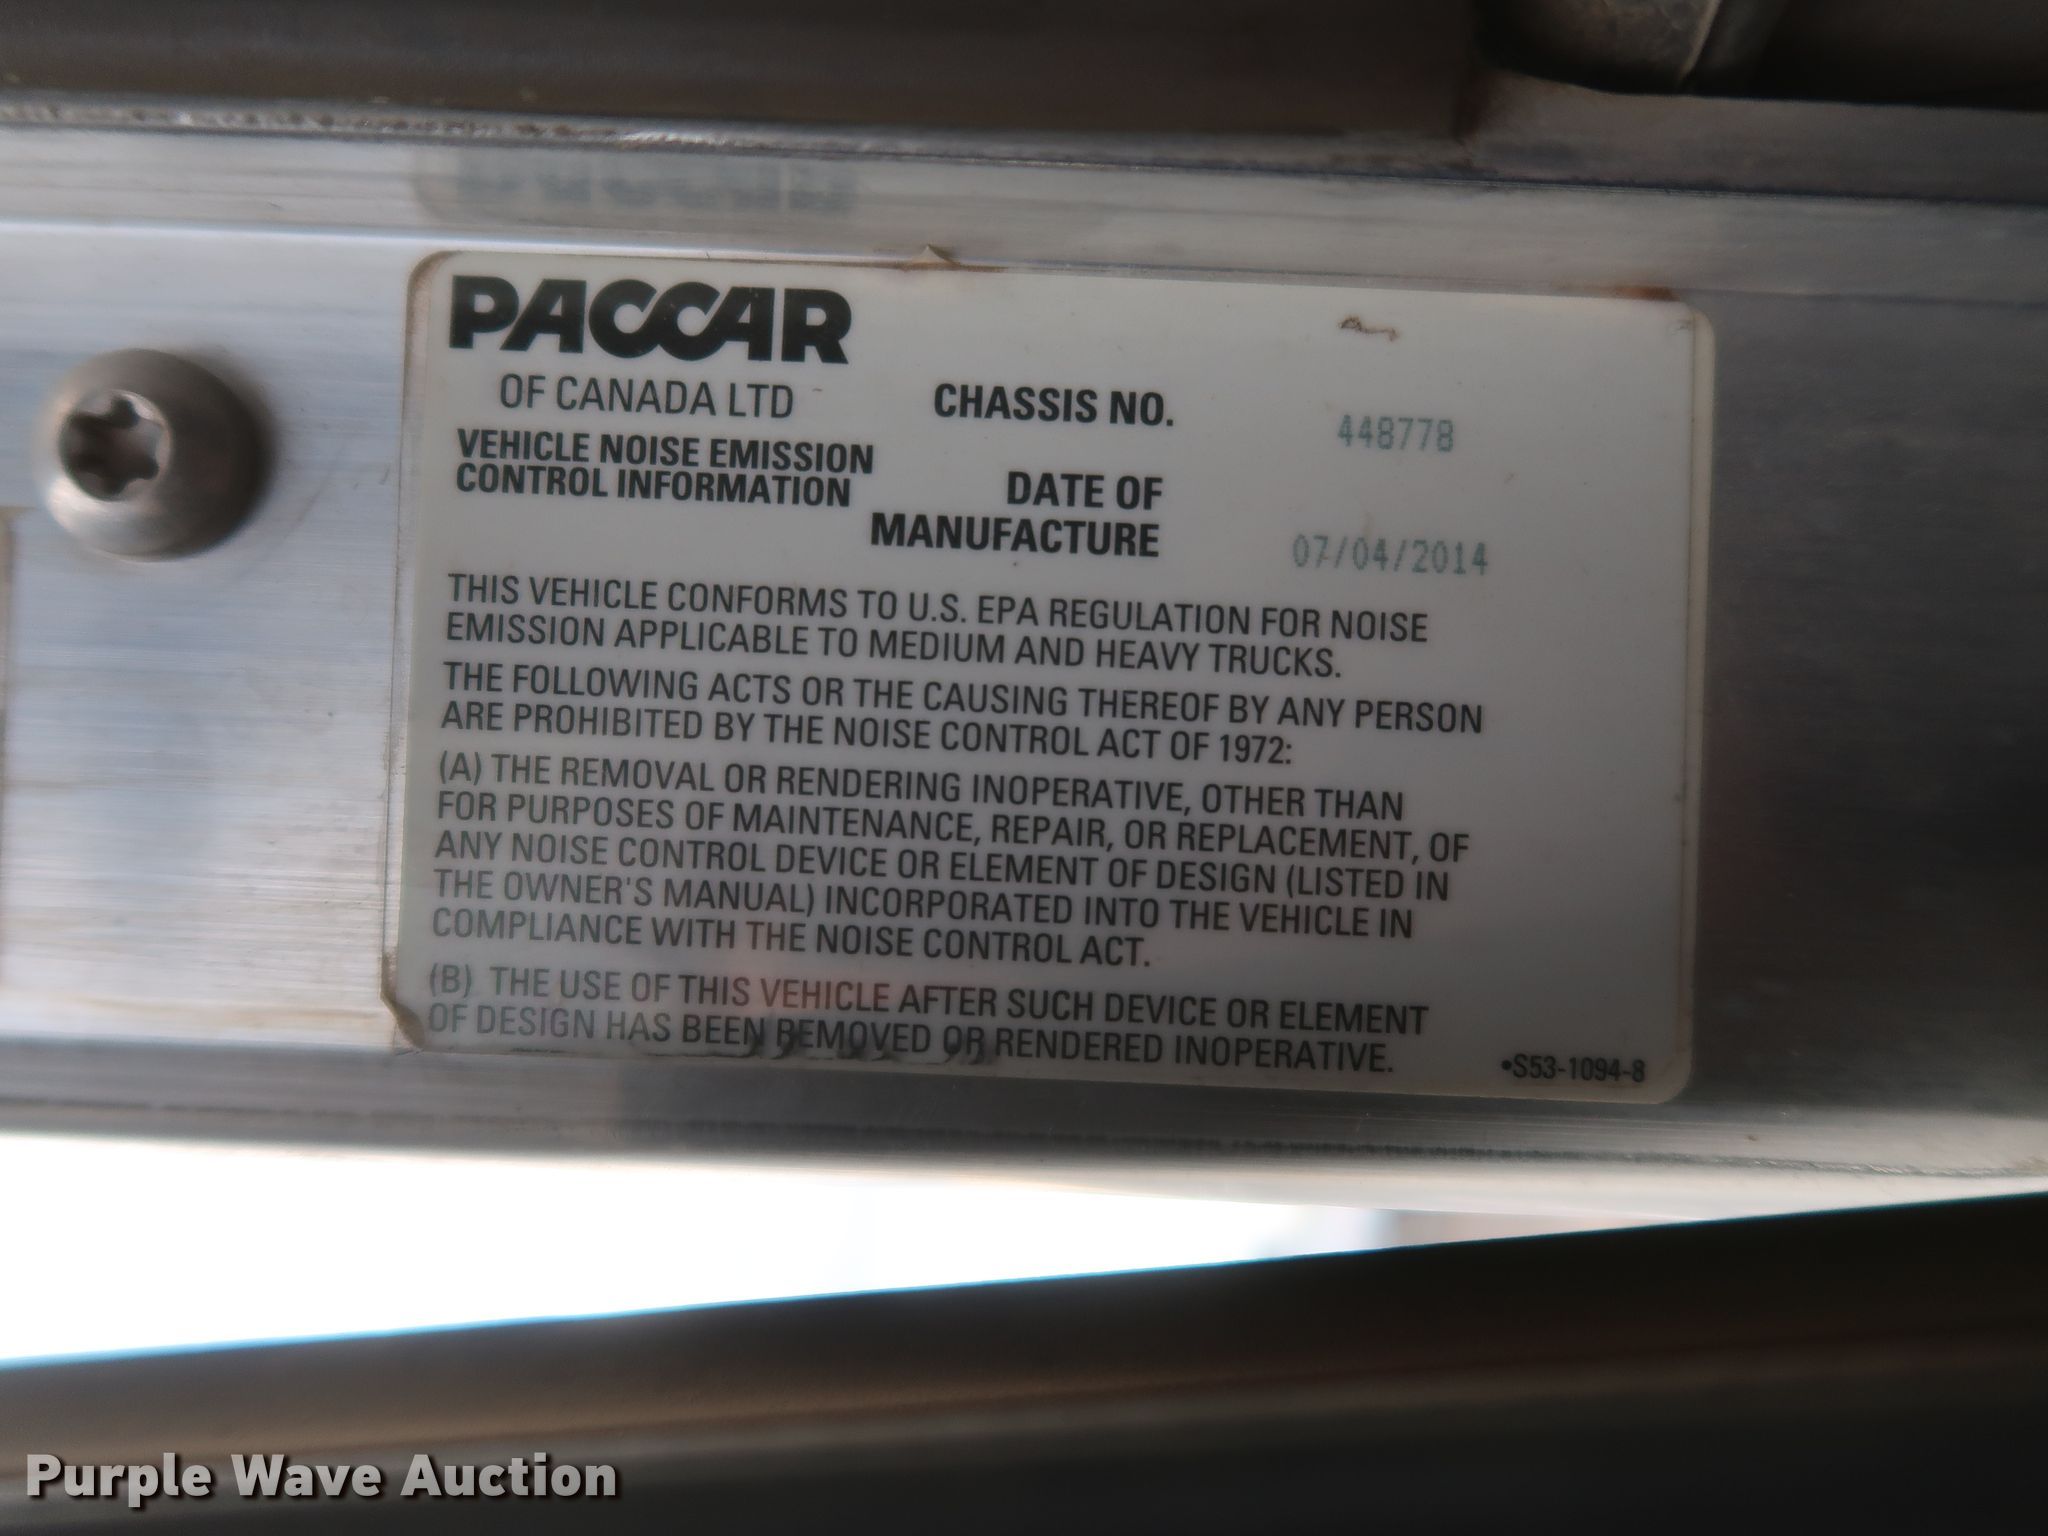 PACCAR
OF CANADA LTD
CHASSIS NO. 448778
VEHICLE NOISE EMISSION
CONTROL INFORMATION
DATE OF
MANUFACTURE 07/04/2014
THIS VEHICLE CONFORMS TO U.S. EPA REGULATION FOR NOISE
EMISSION APPLICABLE TO MEDIUM AND HEAVY TRUCKS.
THE FOLLOWING ACTS OR THE CAUSING THEREOF BY ANY PERSON
ARE PROHIBITED BY THE NOISE CONTROL ACT OF 1972:
(A) THE REMOVAL OR RENDERING INOPERATIVE, OTHER THAN
FOR PURPOSES OF MAINTENANCE, REPAIR, OR REPLACEMENT, OF
ANY NOISE CONTROL DEVICE OR ELEMENT OF DESIGN (LISTED IN
THE OWNER'S MANUAL) INCORPORATED INTO THE VEHICLE IN
COMPLIANCE WITH THE NOISE CONTROL ACT.
(B) THE USE OF THIS VEHICLE AFTER SUCH DEVICE OR ELEMENT
OF DESIGN HAS BEEN REMOVED OR RENDERED INOPERATIVE.
•S53-1094-8
Purple Wave Auction